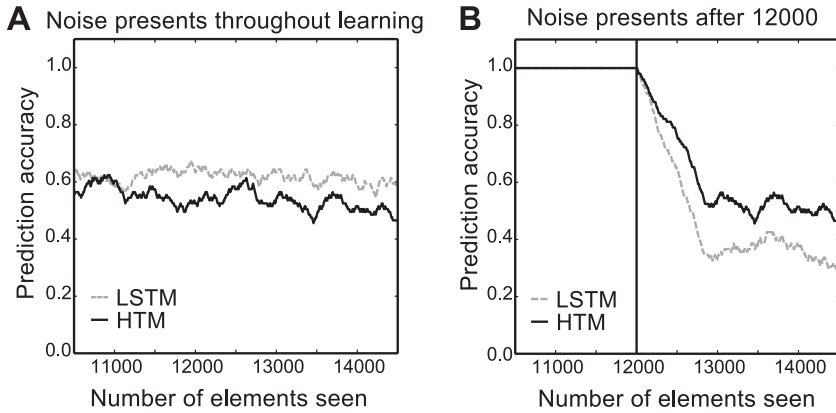 A Noise presents throughout learning
Prediction accuracy
1.0
0.8
0.6
0.4
0.2
0.0
LSTM
HTM
11000 12000 13000 14000
Number of elements seen
B Noise presents after 12000
Prediction accuracy
1.0
0.8
0.6
0.4
0.2
0.0
LSTM
HTM
11000 12000 13000 14000
Number of elements seen